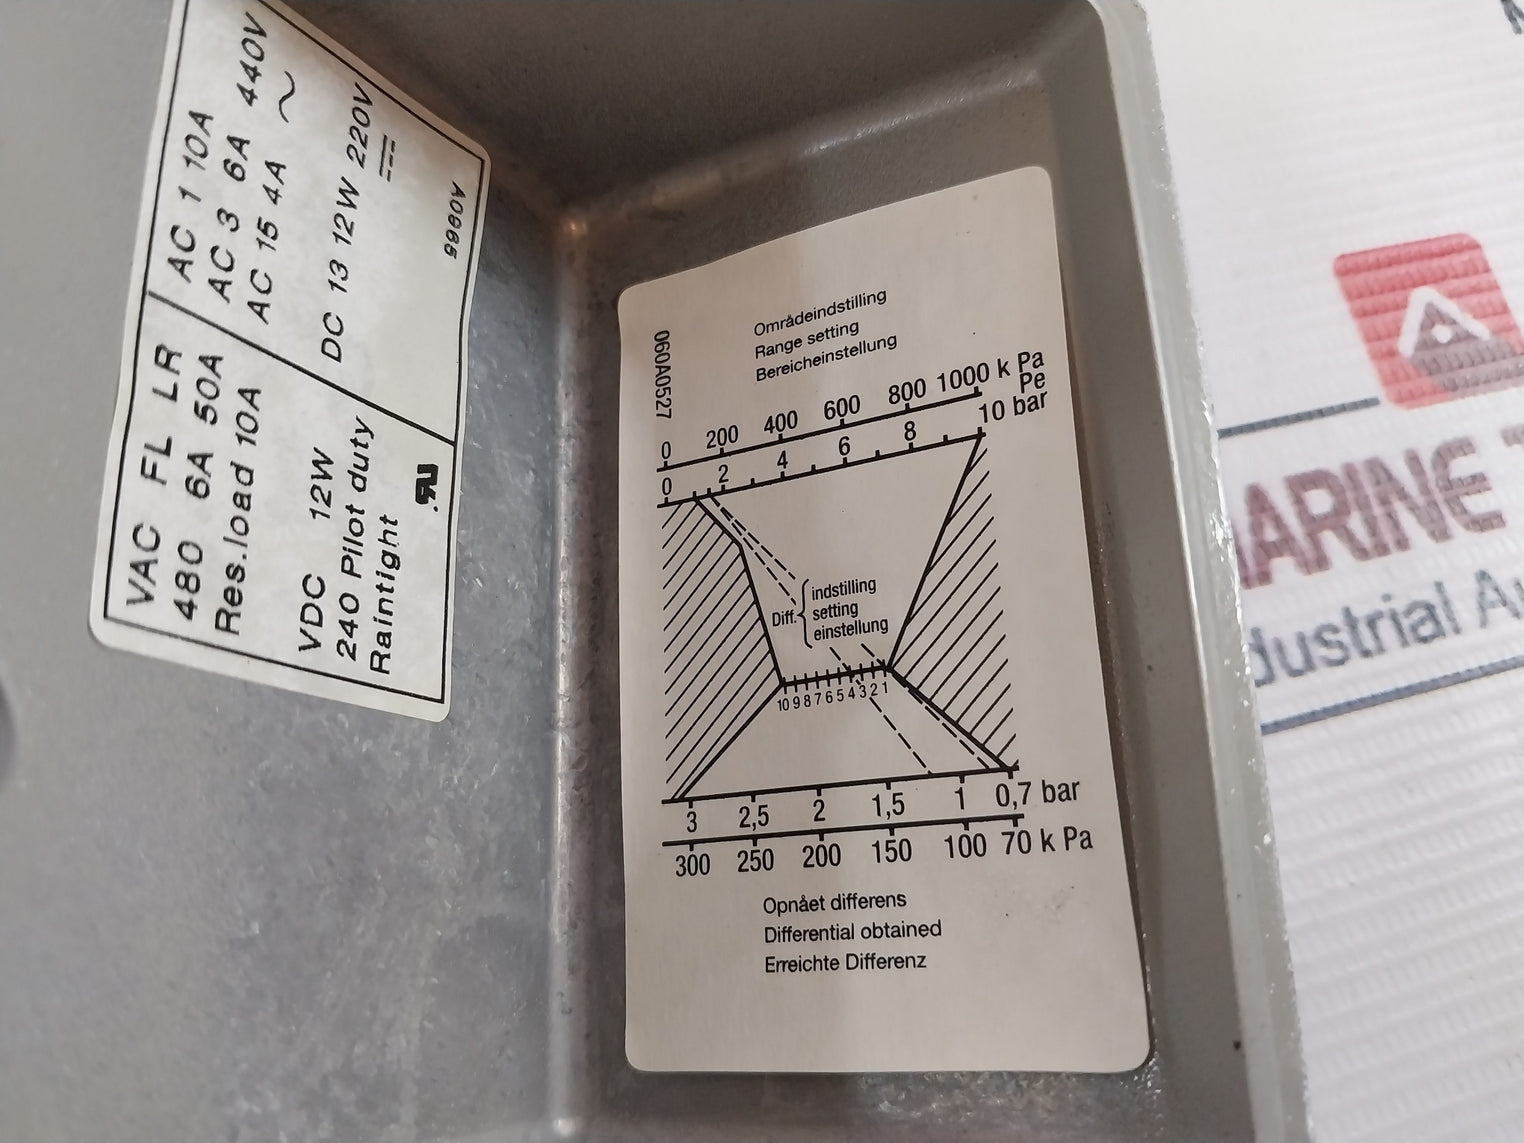 VAC FL LR
480 6A 50A
Res.load 10A
AC 1 10A
AC 3 6A 440V
AC 15 4A ~
VDC 12W
240 Pilot duty
Raintight
DC 13 12W 220V
A0965
060A0527
Områdeindstilling
Range setting
Bereicheinstellung
0 200 400 600 800 1000 k Pa
Pe
0 2 4 6 8 10 bar
Diff.
indstilling
setting
einstellung
10 9 8 7 6 5 4 3 2 1
3 2,5 2 1,5 1 0,7 bar
300 250 200 150 100 70 k Pa
Opnået differens
Differential obtained
Erreichte Differenz
ARINE
dustrial Au